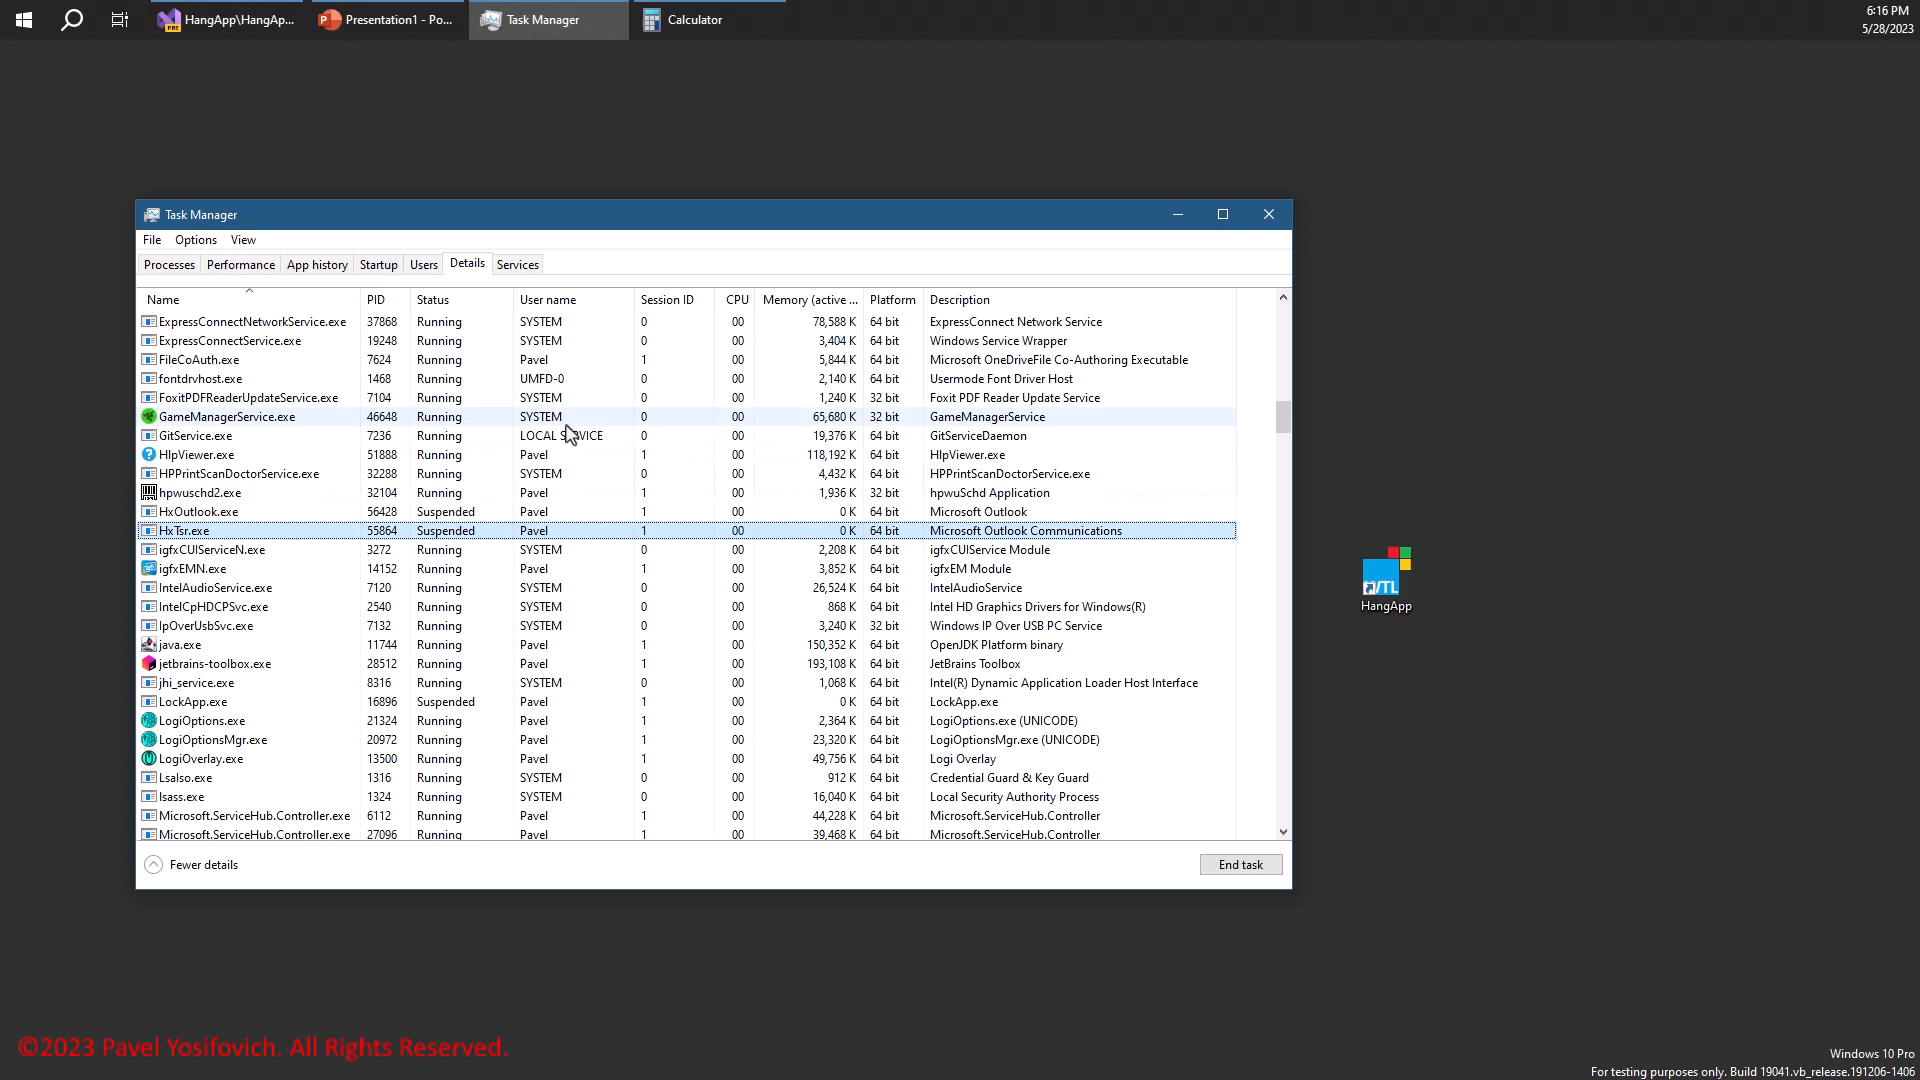 HangApp\HangAp...
Presentation1 - Po...
Task Manager
Calculator
6:16 PM
5/28/2023
Task Manager
File Options View
Processes Performance App history Startup Users Details Services
Name PID Status User name Session ID CPU Memory (active ... Platform Description
ExpressConnectNetworkService.exe 37868 Running SYSTEM 0 00 78,588 K 64 bit ExpressConnect Network Service
ExpressConnectService.exe 19248 Running SYSTEM 0 00 3,404 K 64 bit Windows Service Wrapper
FileCoAuth.exe 7624 Running Pavel 1 00 5,844 K 64 bit Microsoft OneDriveFile Co-Authoring Executable
fontdrvhost.exe 1468 Running UMFD-0 0 00 2,140 K 64 bit Usermode Font Driver Host
FoxitPDFReaderUpdateService.exe 7104 Running SYSTEM 0 00 1,240 K 32 bit Foxit PDF Reader Update Service
GameManagerService.exe 46648 Running SYSTEM 0 00 65,680 K 32 bit GameManagerService
GitService.exe 7236 Running LOCAL SERVICE 0 00 19,376 K 64 bit GitServiceDaemon
HlpViewer.exe 51888 Running Pavel 1 00 118,192 K 64 bit HlpViewer.exe
HPPrintScanDoctorService.exe 32288 Running SYSTEM 0 00 4,432 K 64 bit HPPrintScanDoctorService.exe
hpwuschd2.exe 32104 Running Pavel 1 00 1,936 K 32 bit hpwuSchd Application
HxOutlook.exe 56428 Suspended Pavel 1 00 0 K 64 bit Microsoft Outlook
HxTsr.exe 55864 Suspended Pavel 1 00 0 K 64 bit Microsoft Outlook Communications
igfxCUIServiceN.exe 3272 Running SYSTEM 0 00 2,208 K 64 bit igfxCUIService Module
igfxEMN.exe 14152 Running Pavel 1 00 3,852 K 64 bit igfxEM Module
IntelAudioService.exe 7120 Running SYSTEM 0 00 26,524 K 64 bit IntelAudioService
IntelCpHDCPSvc.exe 2540 Running SYSTEM 0 00 868 K 64 bit Intel HD Graphics Drivers for Windows(R)
IpOverUsbSvc.exe 7132 Running SYSTEM 0 00 3,240 K 32 bit Windows IP Over USB PC Service
java.exe 11744 Running Pavel 1 00 150,352 K 64 bit OpenJDK Platform binary
jetbrains-toolbox.exe 28512 Running Pavel 1 00 193,108 K 64 bit JetBrains Toolbox
jhi_service.exe 8316 Running SYSTEM 0 00 1,068 K 64 bit Intel(R) Dynamic Application Loader Host Interface
LockApp.exe 16896 Suspended Pavel 1 00 0 K 64 bit LockApp.exe
LogiOptions.exe 21324 Running Pavel 1 00 2,364 K 64 bit LogiOptions.exe (UNICODE)
LogiOptionsMgr.exe 20972 Running Pavel 1 00 23,320 K 64 bit LogiOptionsMgr.exe (UNICODE)
LogiOverlay.exe 13500 Running Pavel 1 00 49,756 K 64 bit Logi Overlay
LsaIso.exe 1316 Running SYSTEM 0 00 912 K 64 bit Credential Guard & Key Guard
lsass.exe 1324 Running SYSTEM 0 00 16,040 K 64 bit Local Security Authority Process
Microsoft.ServiceHub.Controller.exe 6112 Running Pavel 1 00 44,228 K 64 bit Microsoft.ServiceHub.Controller
Microsoft.ServiceHub.Controller.exe 27096 Running Pavel 1 00 39,468 K 64 bit Microsoft.ServiceHub.Controller
Fewer details
End task
HangApp
©2023 Pavel Yosifovich. All Rights Reserved.
Windows 10 Pro
For testing purposes only. Build 19041.vb_release.191206-1406